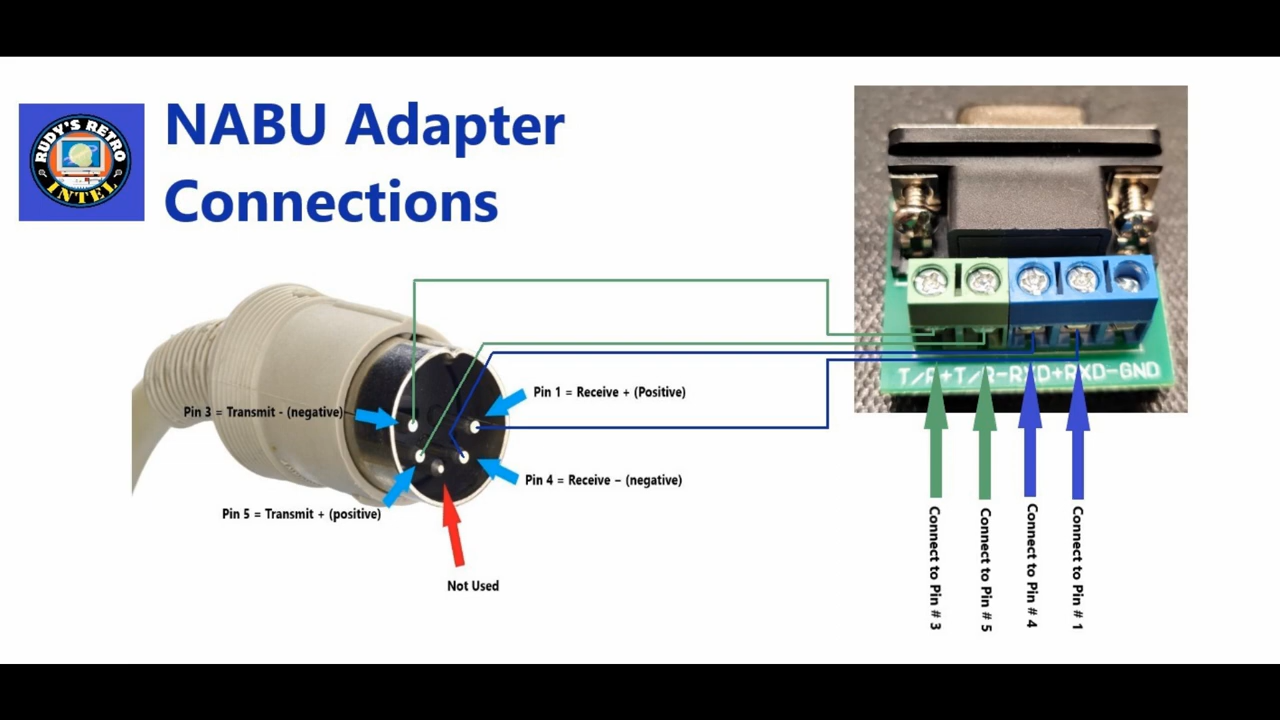 NABU Adapter
Connections
RUDY'S RETRO
INTEL
Pin 1 = Receive + (Positive)
Pin 3 = Transmit - (negative)
Pin 4 = Receive – (negative)
Pin 5 = Transmit + (positive)
Not Used
T/R+T/R-RXD+RXD-GND
Connect to Pin # 3
Connect to Pin # 5
Connect to Pin # 4
Connect to Pin # 1